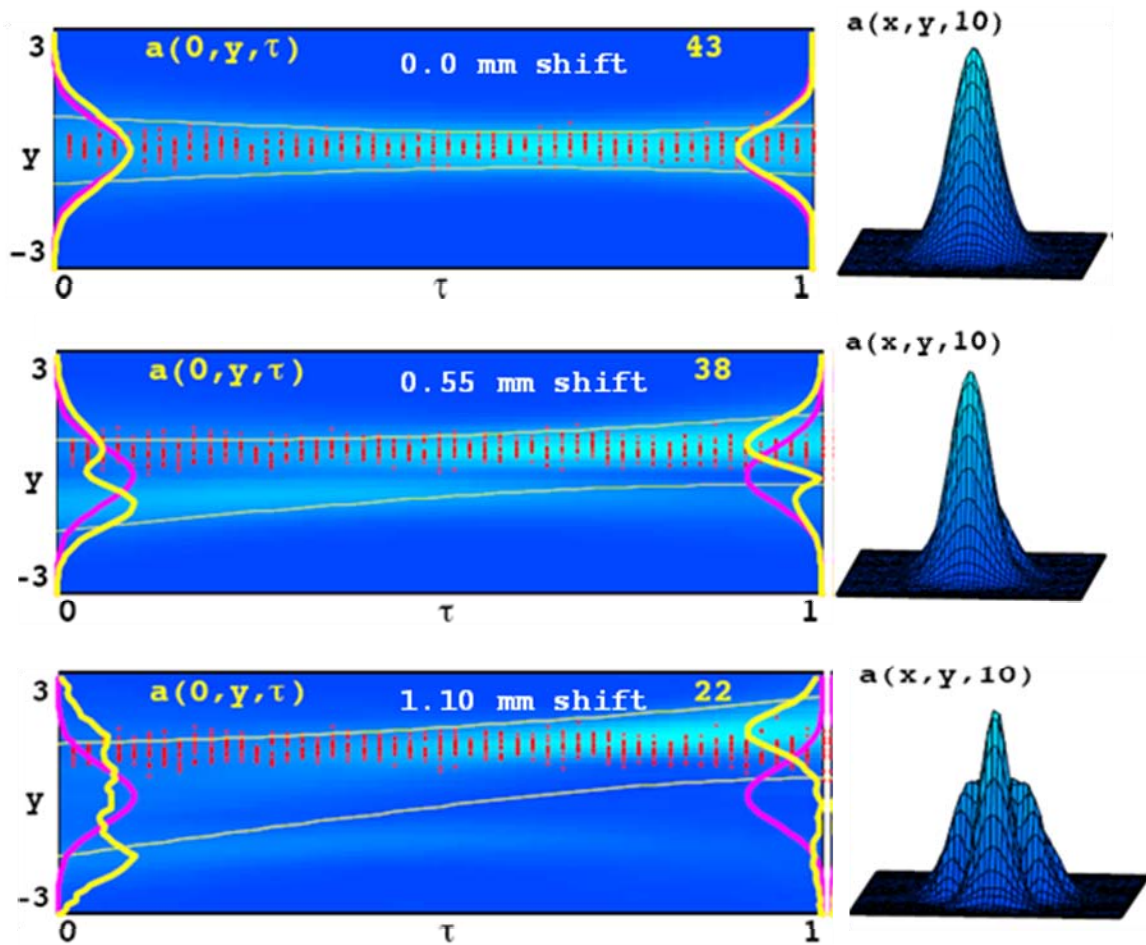 a(x,y,10)
3 a(0,y,τ) 0.0 mm shift 43
y
-3
0 τ 1
a(x,y,10)
3 a(0,y,τ) 0.55 mm shift 38
y
-3
0 τ 1
a(x,y,10)
3 a(0,y,τ) 1.10 mm shift 22
y
-3
0 τ 1